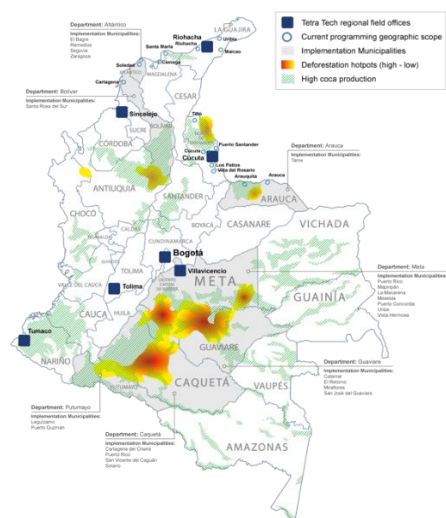 Tetra Tech regional field offices
Current programming geographic scope
Implementation Municipalities
Deforestation hotpots (high - low)
High coca production
Department: Atlántico
Implementation Municipalities:
El Bagre
Remedios
Segovia
Zaragoza
Department: Bolívar
Implementation Municipalities:
Santa Rosa del Sur
LA GUAJIRA
Riohacha
Riohacha
Uribia
Maicao
Santa Marta
Cienega
Soledad
MAGDALENA
Cartagena
CESAR
Sincelejo
SUCRE
BOLÍVAR
CÓRDOBA
Tibú
Puerto Santander
Cúcuta
Cúcuta
Los Patios
Villa del Rosario
Department: Arauca
Implementation Municipalities:
Tame
Arauquita
Arauca
ARAUCA
ANTIOQUIA
SANTANDER
BOYACA
CASANARE
VICHADA
CHOCÓ
CALDAS
CUNDINAMARCA
Bogotá
Villavicencio
TOLIMA
Tolima
VALLE DEL CAUCA
META
GUAINÍA
Department: Meta
Implementation Municipalities:
Puerto Rico
Mapiripán
La Macarena
Mesetas
Puerto Concordia
Uribe
Vista Hermosa
CAUCA
HUILA
Tumaco
NARIÑO
GUAVIARE
PUTUMAYO
CAQUETÁ
VAUPÉS
Department: Guaviare
Implementation Municipalities:
Calamar
El Retorno
Miraflores
San José del Guaviare
Department: Putumayo
Implementation Municipalities:
Leguizamo
Puerto Guzmán
Department: Caquetá
Implementation Municipalities:
Cartagena del Chairá
Puerto Rico
San Vicente del Caguán
Solano
AMAZONAS